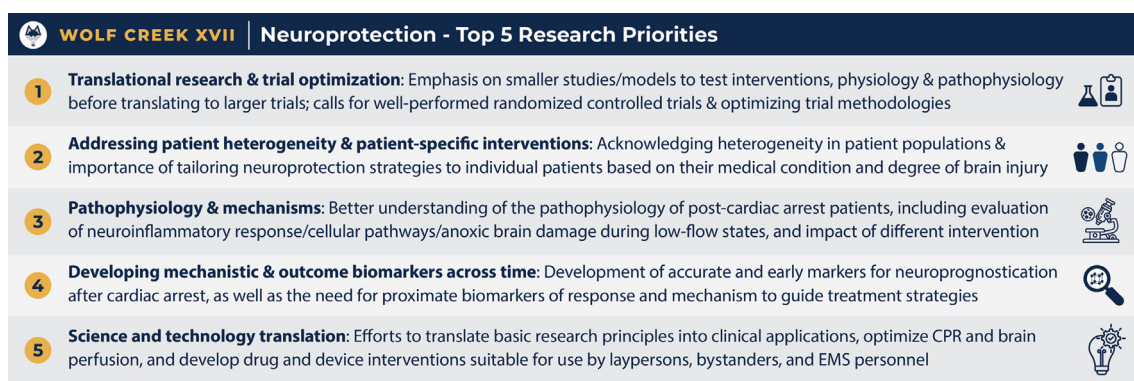 WOLF CREEK XVII | Neuroprotection - Top 5 Research Priorities
1 Translational research & trial optimization: Emphasis on smaller studies/models to test interventions, physiology & pathophysiology
before translating to larger trials; calls for well-performed randomized controlled trials & optimizing trial methodologies
2 Addressing patient heterogeneity & patient-specific interventions: Acknowledging heterogeneity in patient populations &
importance of tailoring neuroprotection strategies to individual patients based on their medical condition and degree of brain injury
3 Pathophysiology & mechanisms: Better understanding of the pathophysiology of post-cardiac arrest patients, including evaluation
of neuroinflammatory response/cellular pathways/anoxic brain damage during low-flow states, and impact of different intervention
4 Developing mechanistic & outcome biomarkers across time: Development of accurate and early markers for neuroprognostication
after cardiac arrest, as well as the need for proximate biomarkers of response and mechanism to guide treatment strategies
5 Science and technology translation: Efforts to translate basic research principles into clinical applications, optimize CPR and brain
perfusion, and develop drug and device interventions suitable for use by laypersons, bystanders, and EMS personnel